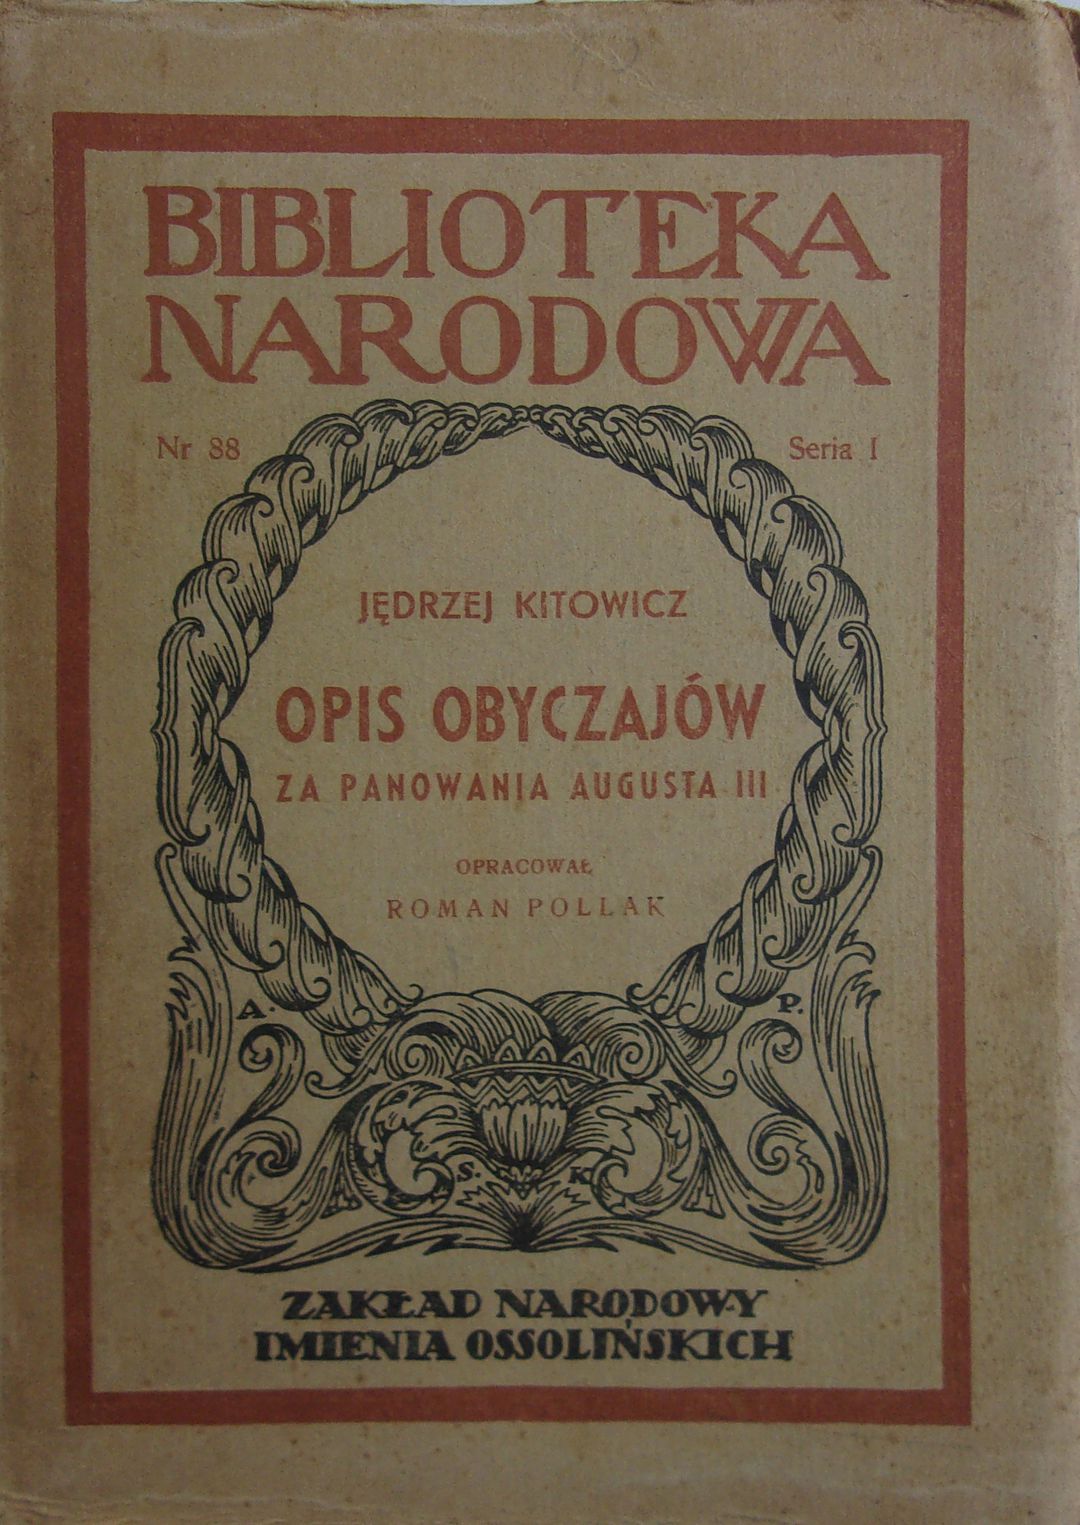 BIBLIOTEKA
NARODOWA
Nr 88 Seria I
JĘDRZEJ KITOWICZ
OPIS OBYCZAJÓW
ZA PANOWANIA AUGUSTA III
OPRACOWAŁ
ROMAN POLLAK
A. P.
S. K
ZAKŁAD NARODOWY
IMIENIA OSSOLIŃSKICH